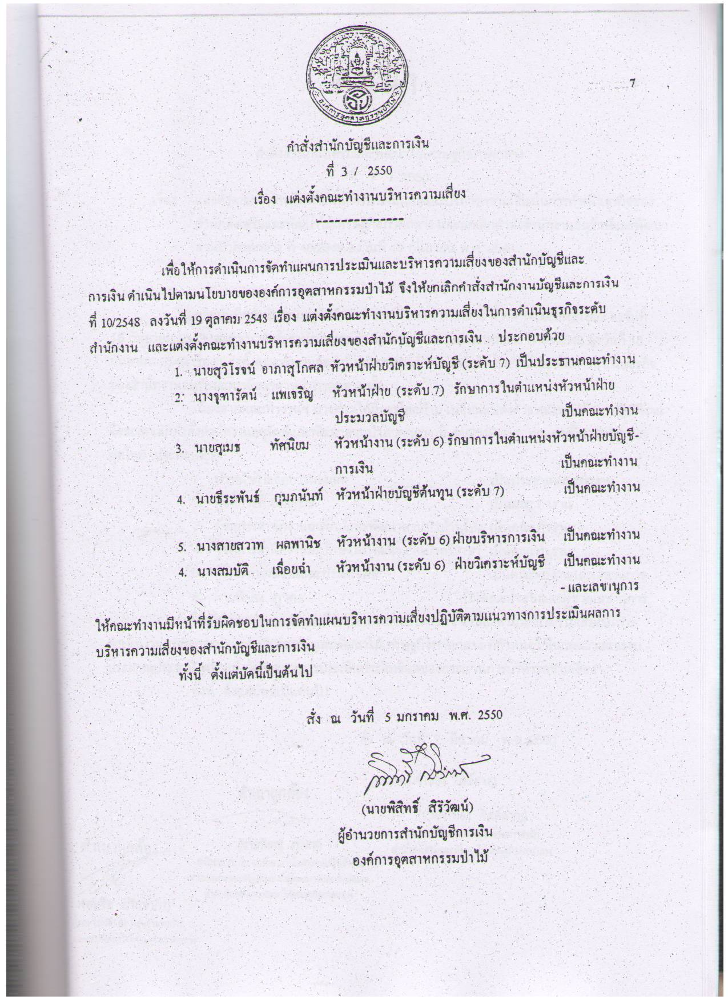 องค์การอุตสาหกรรมป่าไม้
7
คำสั่งสำนักบัญชีและการเงิน
ที่ 3 / 2550
เรื่อง แต่งตั้งคณะทำงานบริหารความเสี่ยง
--------------
เพื่อให้การดำเนินการจัดทำแผนการประเมินและบริหารความเสี่ยงของสำนักบัญชีและ
การเงิน ดำเนินไปตามนโยบายขององค์การอุตสาหกรรมป่าไม้ จึงให้ยกเลิกคำสั่งสำนักงานบัญชีและการเงิน
ที่ 10/2548 ลงวันที่ 19 ตุลาคม 2548 เรื่อง แต่งตั้งคณะทำงานบริหารความเสี่ยงในการดำเนินธุรกิจระดับ
สำนักงาน และแต่งตั้งคณะทำงานบริหารความเสี่ยงของสำนักบัญชีและการเงิน ประกอบด้วย
1. นายสุวิโรจน์ อาภาสุโกศล หัวหน้าฝ่ายวิเคราะห์บัญชี (ระดับ 7) เป็นประธานคณะทำงาน
2. นางจุฑารัตน์ แพเจริญ หัวหน้าฝ่าย (ระดับ 7) รักษาการในตำแหน่งหัวหน้าฝ่าย
ประมวลบัญชี เป็นคณะทำงาน
3. นายสุเมธ ทัศนิยม หัวหน้างาน (ระดับ 6) รักษาการในตำแหน่งหัวหน้าฝ่ายบัญชี-
การเงิน เป็นคณะทำงาน
4. นายธีระพันธ์ กุมภนันท์ หัวหน้าฝ่ายบัญชีต้นทุน (ระดับ 7) เป็นคณะทำงาน
5. นางสายสวาท ผลพานิช หัวหน้างาน (ระดับ 6) ฝ่ายบริหารการเงิน เป็นคณะทำงาน
4. นางสมบัติ เฉื่อยฉ่ำ หัวหน้างาน (ระดับ 6) ฝ่ายวิเคราะห์บัญชี เป็นคณะทำงาน
- และเลขานุการ
ให้คณะทำงานมีหน้าที่รับผิดชอบในการจัดทำแผนบริหารความเสี่ยงปฏิบัติตามแนวทางการประเมินผลการ
บริหารความเสี่ยงของสำนักบัญชีและการเงิน
ทั้งนี้ ตั้งแต่บัดนี้เป็นต้นไป
สั่ง ณ วันที่ 5 มกราคม พ.ศ. 2550
(นายพิสิทธิ์ สิริวัฒน์)
ผู้อำนวยการสำนักบัญชีการเงิน
องค์การอุตสาหกรรมป่าไม้